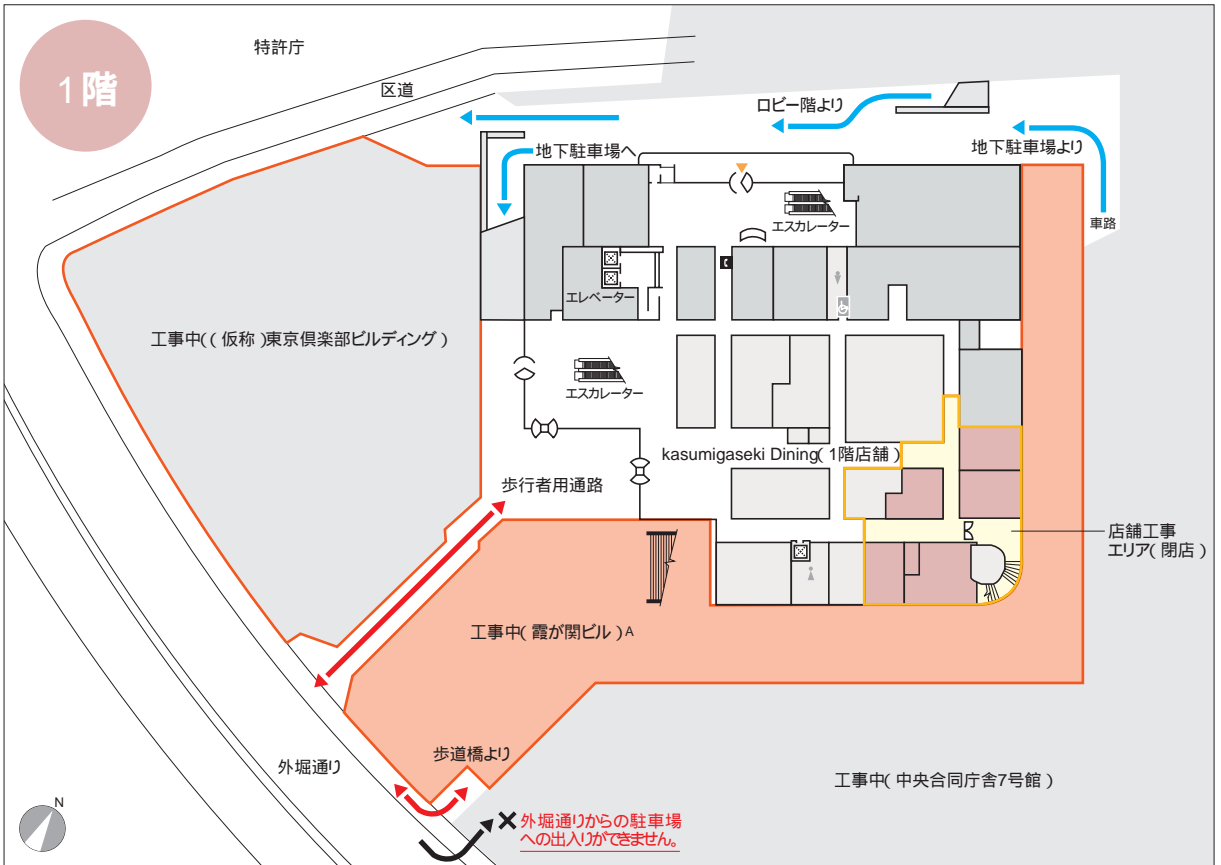 1階
特許庁
区道
ロビー階より
地下駐車場へ
地下駐車場より
エスカレーター
車路
エレベーター
工事中((仮称)東京倶楽部ビルディング)
エスカレーター
kasumigaseki Dining(1階店舗)
歩行者用通路
店舗工事
エリア(閉店)
工事中(霞が関ビル)A
歩道橋より
外堀通り
工事中(中央合同庁舎7号館)
N
×外堀通りからの駐車場
への出入りができません。